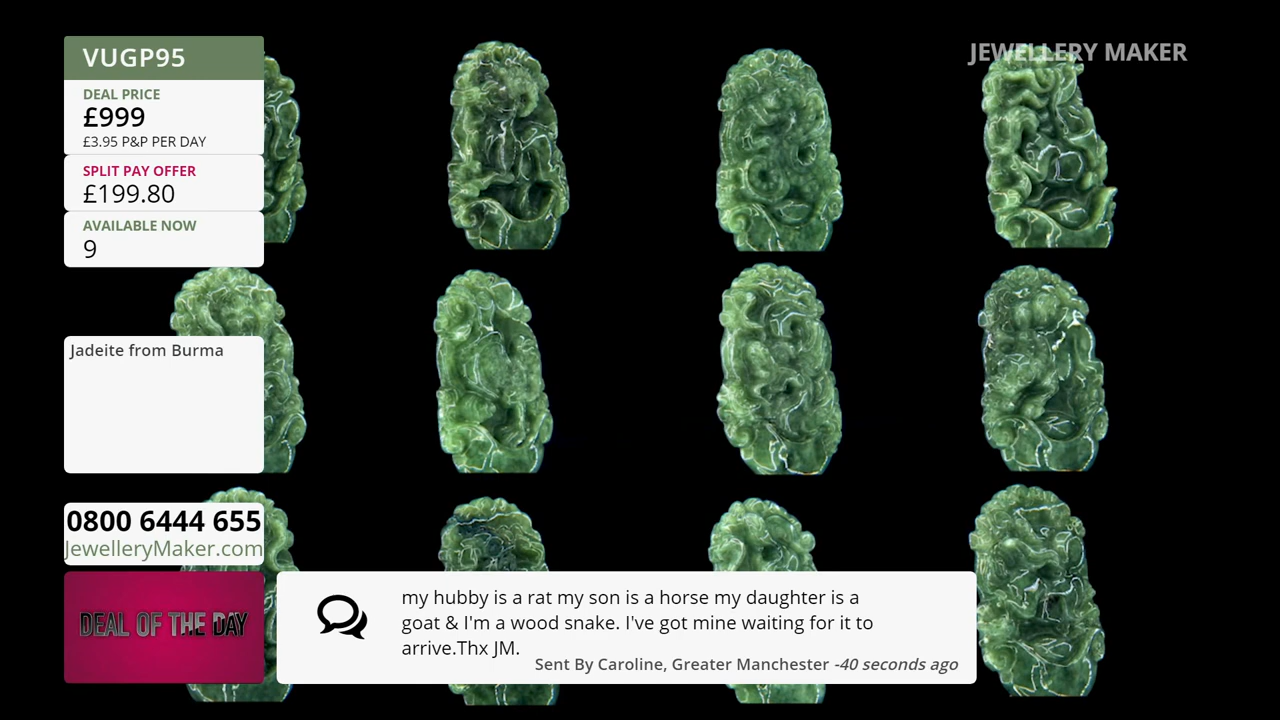 VUGP95
DEAL PRICE
£999
£3.95 P&P PER DAY
SPLIT PAY OFFER
£199.80
AVAILABLE NOW
9
JEWELLERY MAKER
Jadeite from Burma
0800 6444 655
JewelleryMaker.com
DEAL OF THE DAY
my hubby is a rat my son is a horse my daughter is a
goat & I'm a wood snake. I've got mine waiting for it to
arrive.Thx JM.
Sent By Caroline, Greater Manchester -40 seconds ago